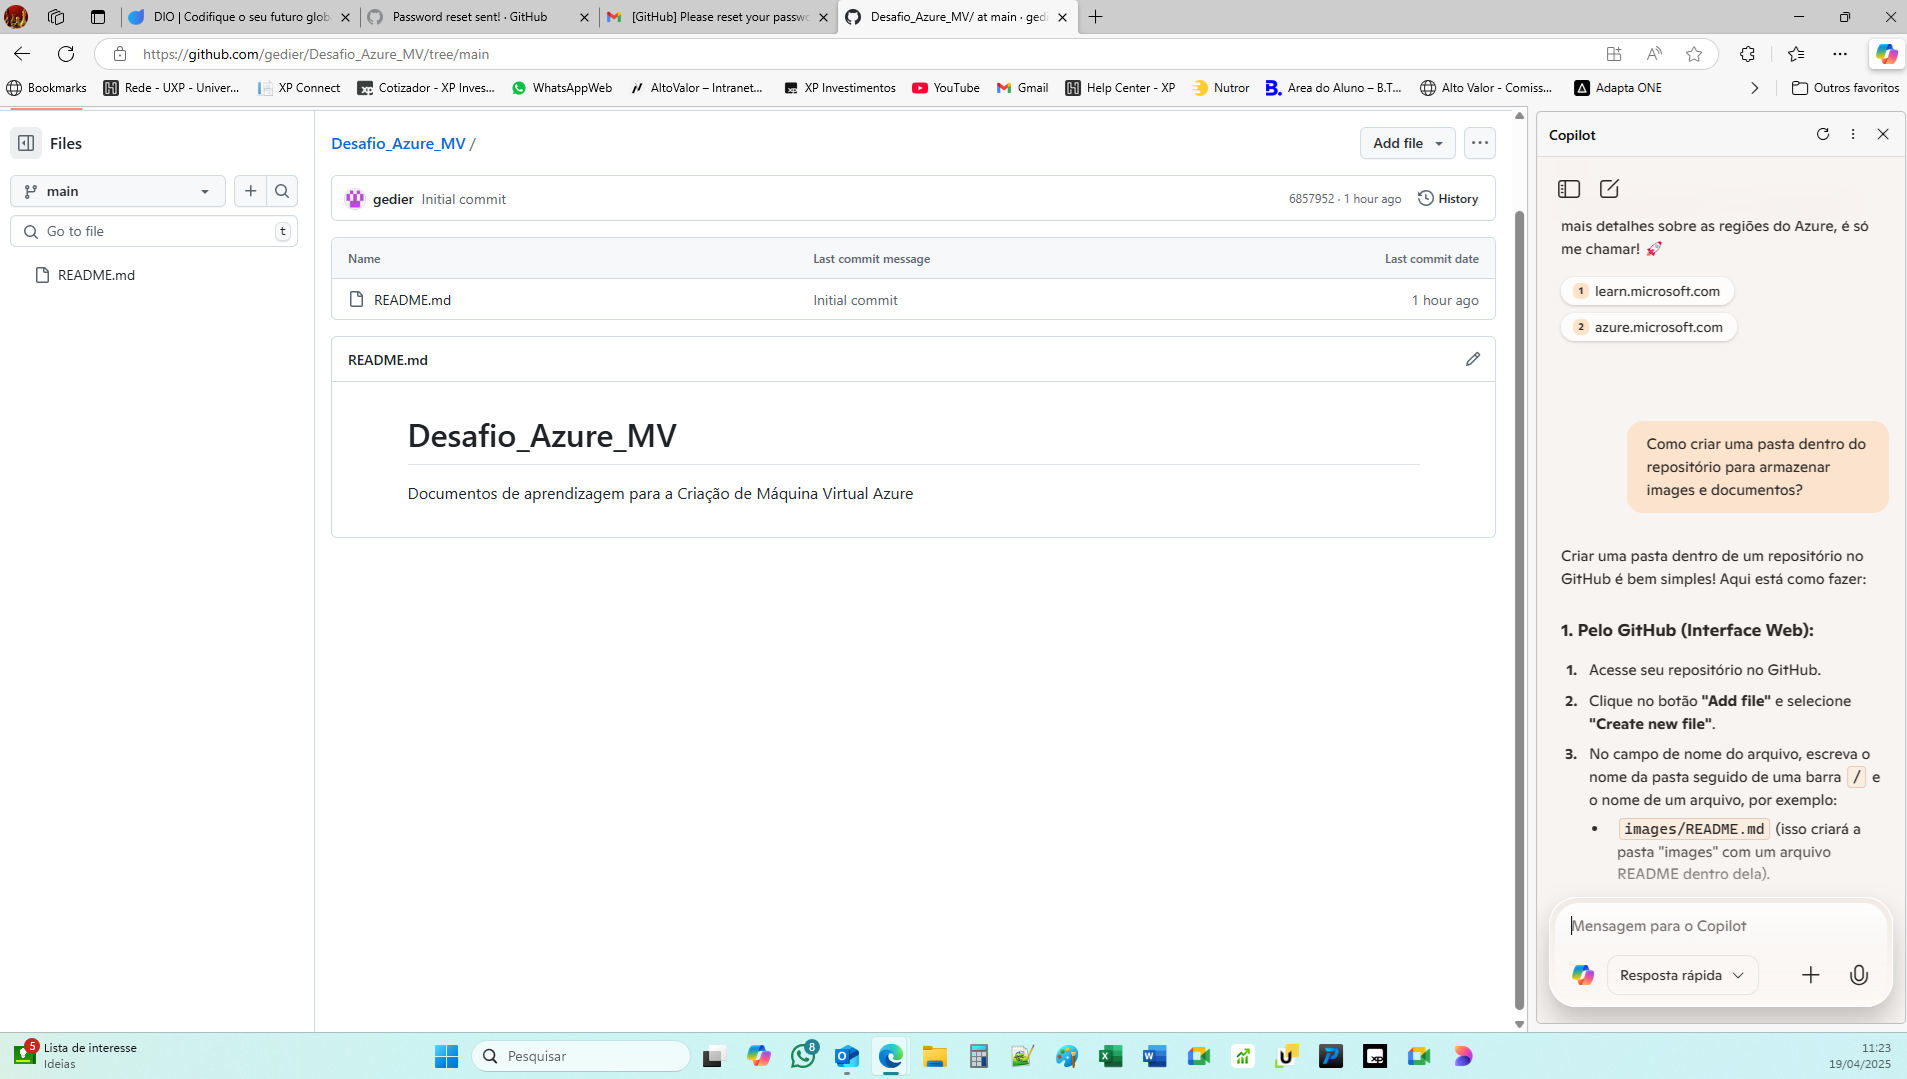 DIO | Codifique o seu futuro glob
Password reset sent! · GitHub
[GitHub] Please reset your passwo
Desafio_Azure_MV/ at main · gedi
https://github.com/gedier/Desafio_Azure_MV/tree/main
Bookmarks
Rede - UXP - Univer...
XP Connect
Cotizador - XP Inves...
WhatsAppWeb
AltoValor – Intranet...
XP Investimentos
YouTube
Gmail
Help Center - XP
Nutror
Area do Aluno – B.T...
Alto Valor - Comiss...
Adapta ONE
Outros favoritos
Files
main
Go to file
t
README.md
Desafio_Azure_MV /
Add file
gedier Initial commit
6857952 · 1 hour ago
History
Name
Last commit message
Last commit date
README.md
Initial commit
1 hour ago
README.md
Desafio_Azure_MV
Documentos de aprendizagem para a Criação de Máquina Virtual Azure
Copilot
mais detalhes sobre as regiões do Azure, é só
me chamar! 🚀
1 learn.microsoft.com
2 azure.microsoft.com
Como criar uma pasta dentro do
repositório para armazenar
images e documentos?
Criar uma pasta dentro de um repositório no
GitHub é bem simples! Aqui está como fazer:
1. Pelo GitHub (Interface Web):
1. Acesse seu repositório no GitHub.
2. Clique no botão "Add file" e selecione
"Create new file".
3. No campo de nome do arquivo, escreva o
nome da pasta seguido de uma barra / e
o nome de um arquivo, por exemplo:
• images/README.md (isso criará a
pasta "images" com um arquivo
README dentro dela).
Mensagem para o Copilot
Resposta rápida
5
Lista de interesse
Ideias
Pesquisar
8
11:23
19/04/2025